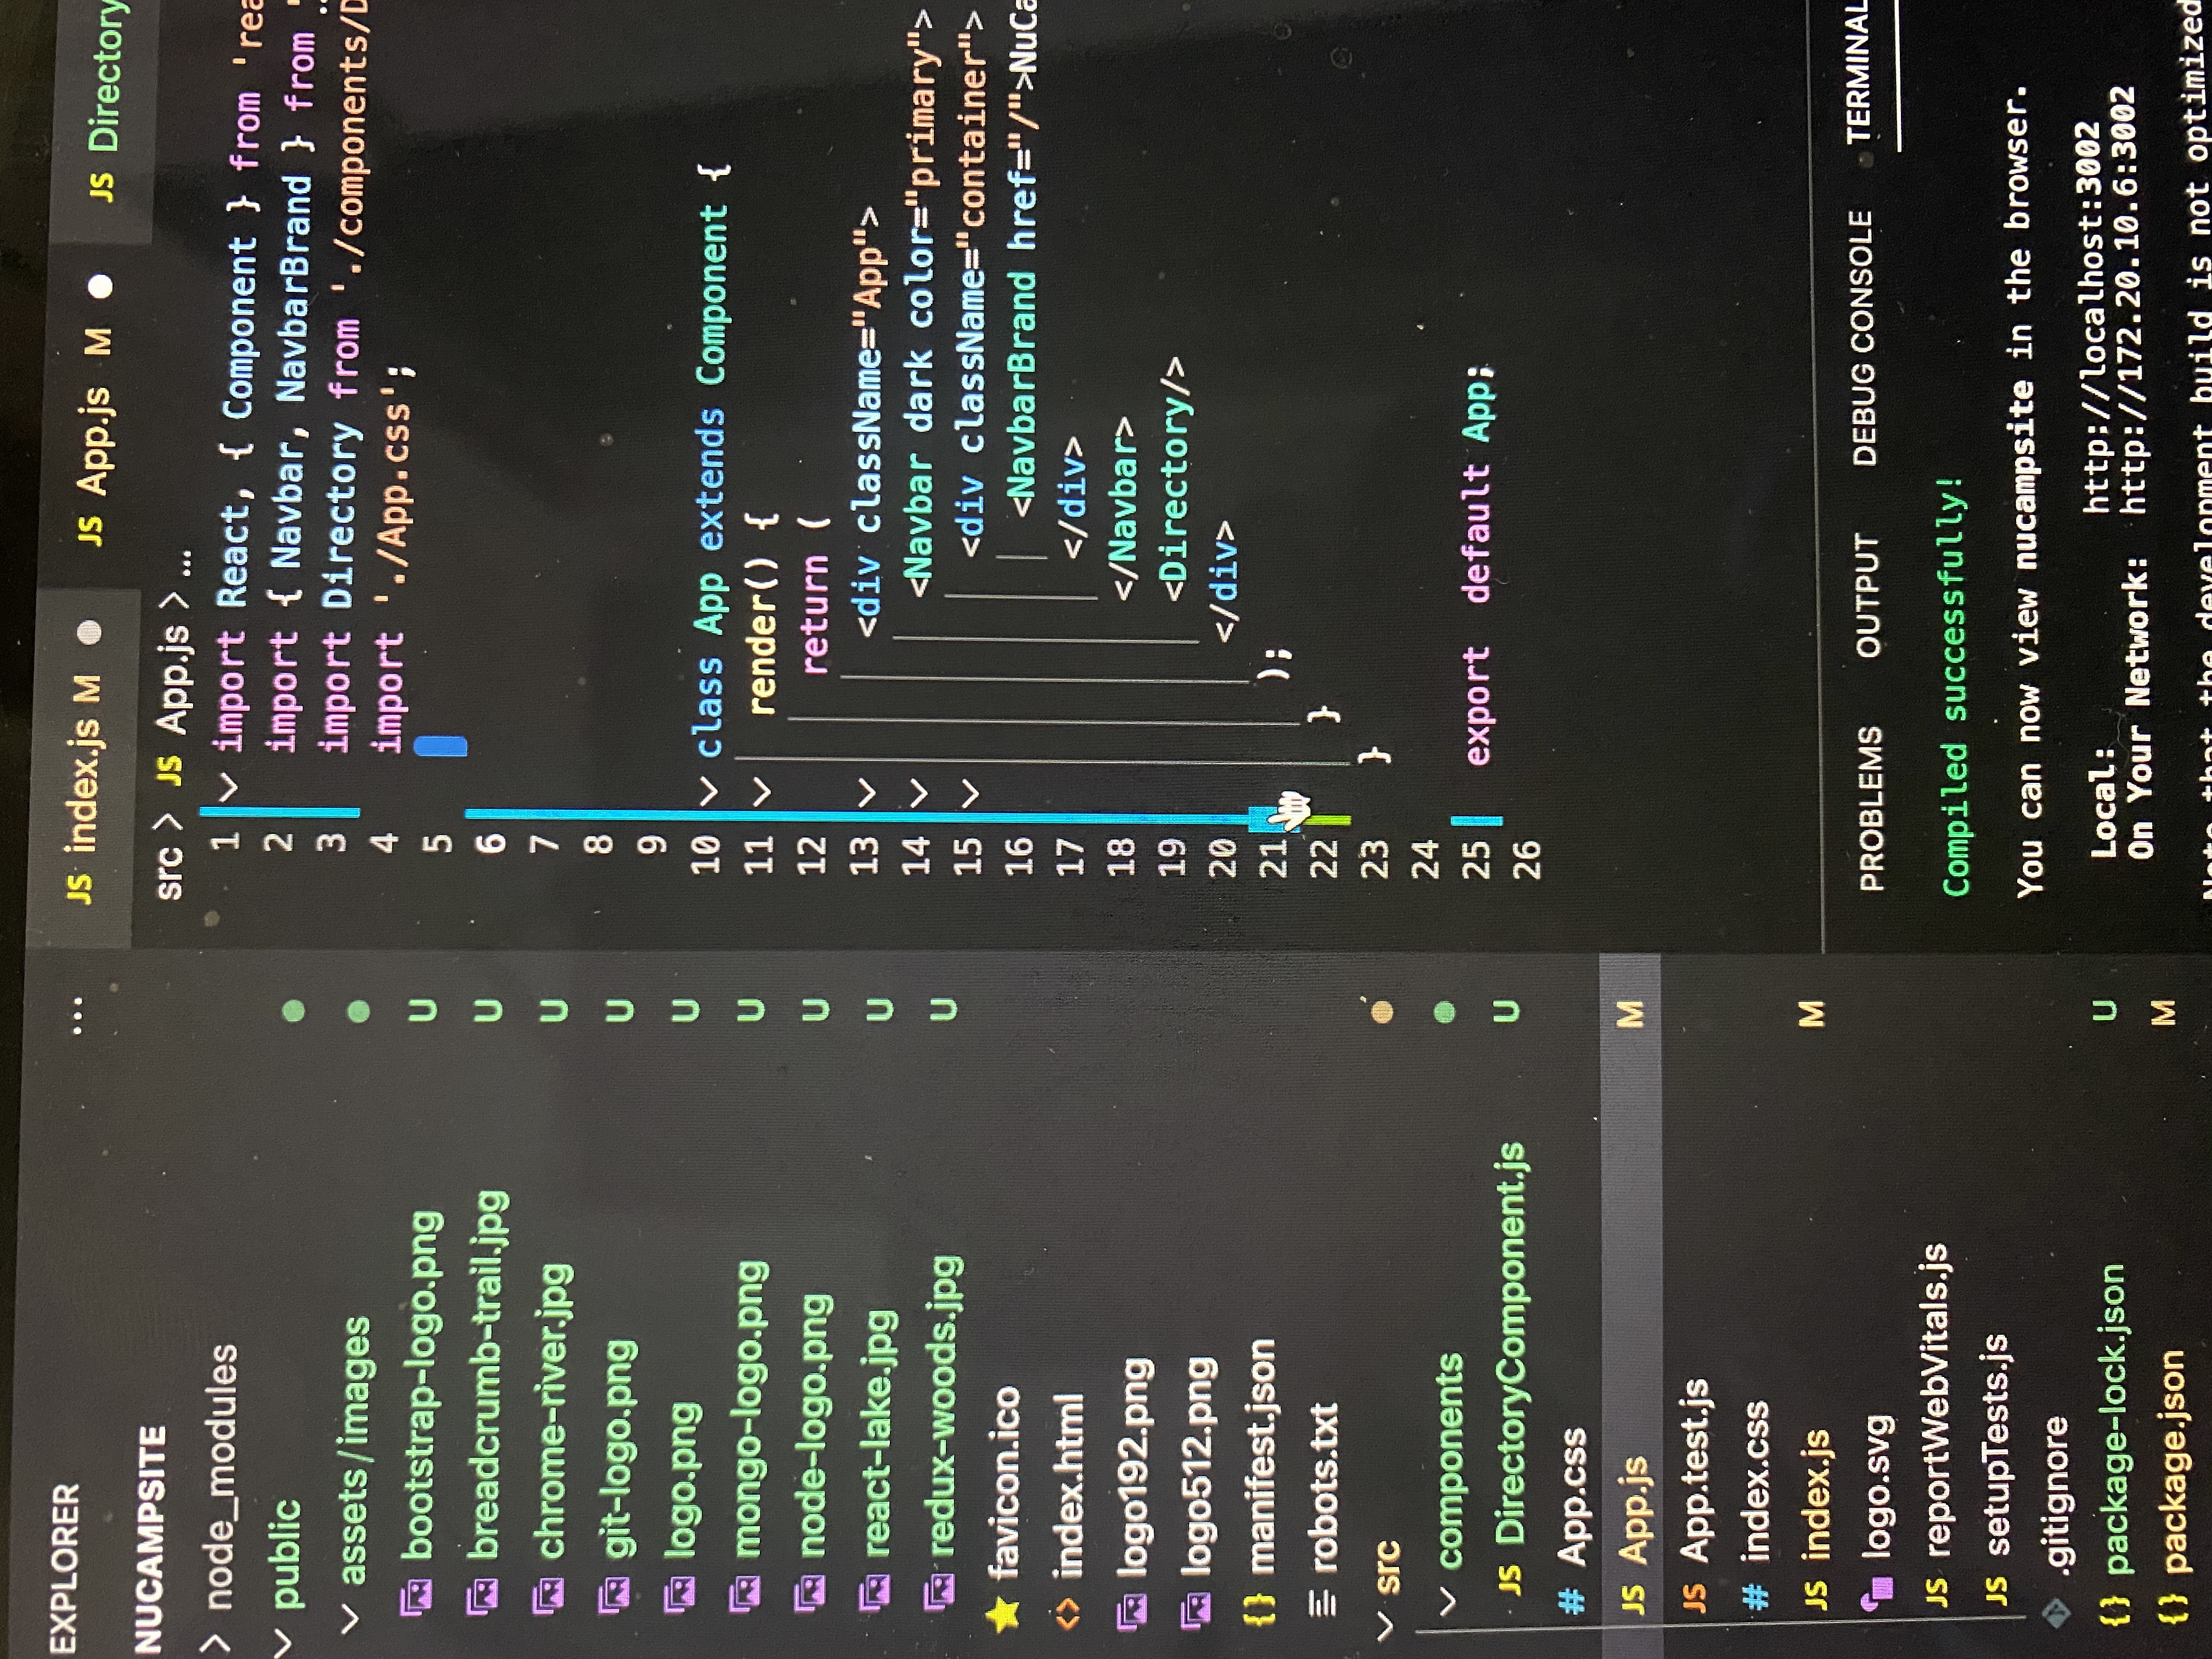 EXPLORER ...
NUCAMPSITE
node_modules
public
assets/images
bootstrap-logo.png U
breadcrumb-trail.jpg U
chrome-river.jpg U
git-logo.png U
logo.png U
mongo-logo.png U
node-logo.png U
react-lake.jpg U
redux-woods.jpg U
favicon.ico
<> index.html
logo192.png
logo512.png
{} manifest.json
robots.txt
src
components
JS DirectoryComponent.js U
# App.css
JS App.js M
JS App.test.js
# index.css
JS index.js M
logo.svg
JS reportWebVitals.js
JS setupTests.js
.gitignore
{} package-lock.json U
{} package.json M
JS index.js M
JS App.js M
JS Directory
src > JS App.js > ...
1 import React, { Component } from 'rea
2 import { Navbar, NavbarBrand } from '
3 import Directory from './components/D
4 import './App.css';
5
6
7
8
9
10 class App extends Component {
11 render() {
12 return (
13 <div className="App">
14 <Navbar dark color="primary">
15 <div className="container">
16 <NavbarBrand href="/">NuCa
17 </div>
18 </Navbar>
19 <Directory/>
20 </div>
21 );
22 }
23 }
24
25 export  default App;
26
PROBLEMS OUTPUT DEBUG CONSOLE TERMINAL
Compiled successfully!
You can now view nucampsite in the browser.
Local: http://localhost:3002
On Your Network: http://172.20.10.6:3002
Note that the development build is not optimized